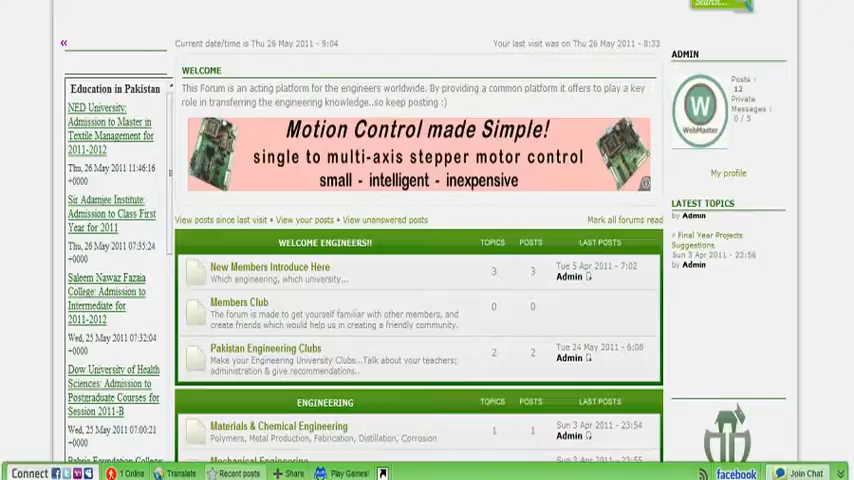 Search...
«
Current date/time is Thu 26 May 2011 - 9:04
Your last visit was on Thu 26 May 2011 - 8:33
Education in Pakistan
NED University:
Admission to Master in
Textile Management for
2011-2012
Thu, 26 May 2011 11:46:16
+0000
Sir Adamjee Institute:
Admission to Class First
Year for 2011
Thu, 26 May 2011 07:35:24
+0000
Saleem Nawaz Fazaia
College: Admission to
Intermediate for
2011-2012
Wed, 25 May 2011 07:32:04
+0000
Dow University of Health
Sciences: Admission to
Postgraduate Courses for
Session 2011-B
Wed, 25 May 2011 07:00:21
+0000
Bahria Foundation College:
WELCOME
This Forum is an acting platform for the engineers worldwide. By providing a common platform it offers to play a key
role in transferring the engineering knowledge..so keep posting :)
Motion Control made Simple!
single to multi-axis stepper motor control
small - intelligent - inexpensive
View posts since last visit • View your posts • View unanswered posts
Mark all forums read
WELCOME ENGINEERS!! TOPICS POSTS LAST POSTS
New Members Introduce Here
Which engineering, which university...
3 3 Tue 5 Apr 2011 - 7:02
Admin
Members Club
The forum is made to get yourself familiar with other members, and
create friends which would help us in creating a friendly community.
0 0
Pakistan Engineering Clubs
Make your Engineering University Clubs...Talk about your teachers;
administration & give recommendations..
2 2 Tue 24 May 2011 - 6:08
Admin
ENGINEERING TOPICS POSTS LAST POSTS
Materials & Chemical Engineering
Polymers, Metal Production, Fabrication, Distillation, Corrosion
1 1 Sun 3 Apr 2011 - 23:54
Admin
Mechanical Engineering
Sun 3 Apr 2011 - 23:55
ADMIN
W
WebMaster
Posts :
12
Private
Messages :
0 / 5
My profile
LATEST TOPICS
by Admin
» Final Year Projects
Suggestions
Sun 3 Apr 2011 - 23:56
by Admin
Connect 1 Online Translate Recent posts Share Play Games! facebook Join Chat